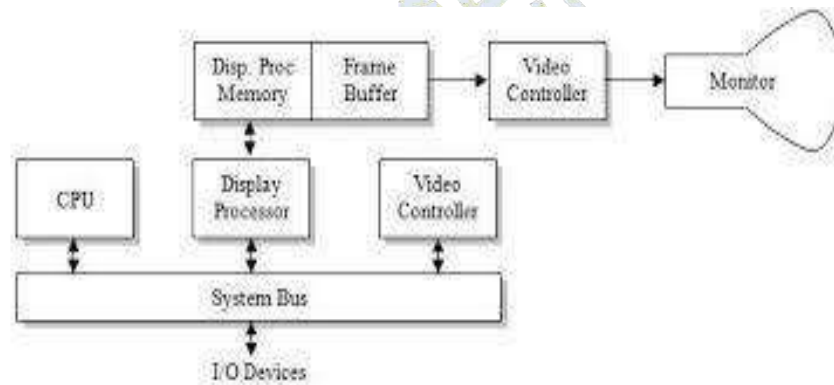 Disp. Proc
Memory
Frame
Buffer
Video
Controller
Monitor
CPU
Display
Processor
Video
Controller
System Bus
I/O Devices